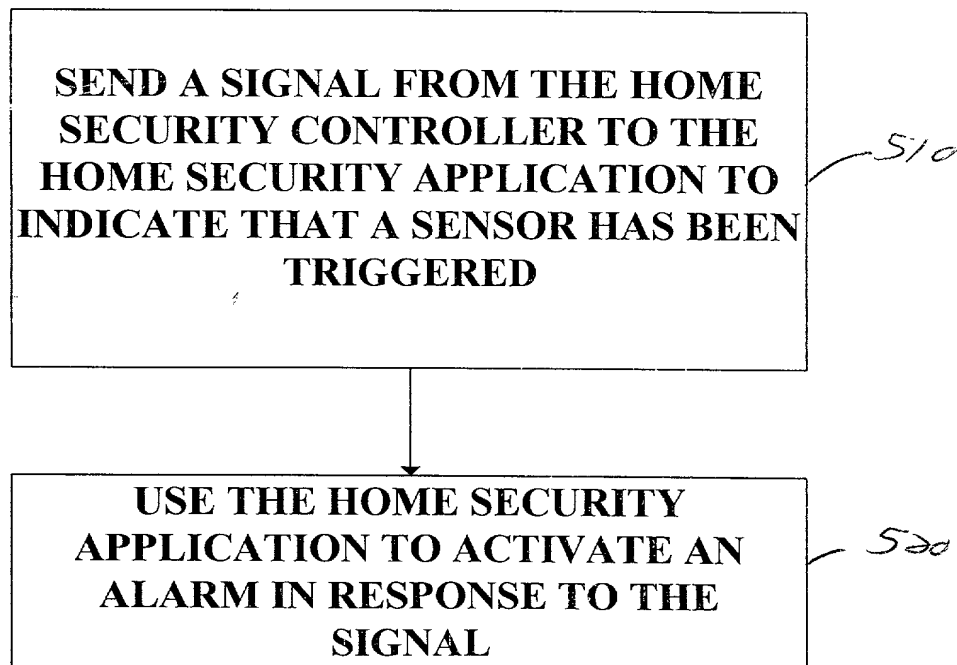 SEND A SIGNAL FROM THE HOME
SECURITY CONTROLLER TO THE
HOME SECURITY APPLICATION TO
INDICATE THAT A SENSOR HAS BEEN
TRIGGERED
510
USE THE HOME SECURITY
APPLICATION TO ACTIVATE AN
ALARM IN RESPONSE TO THE
SIGNAL
520